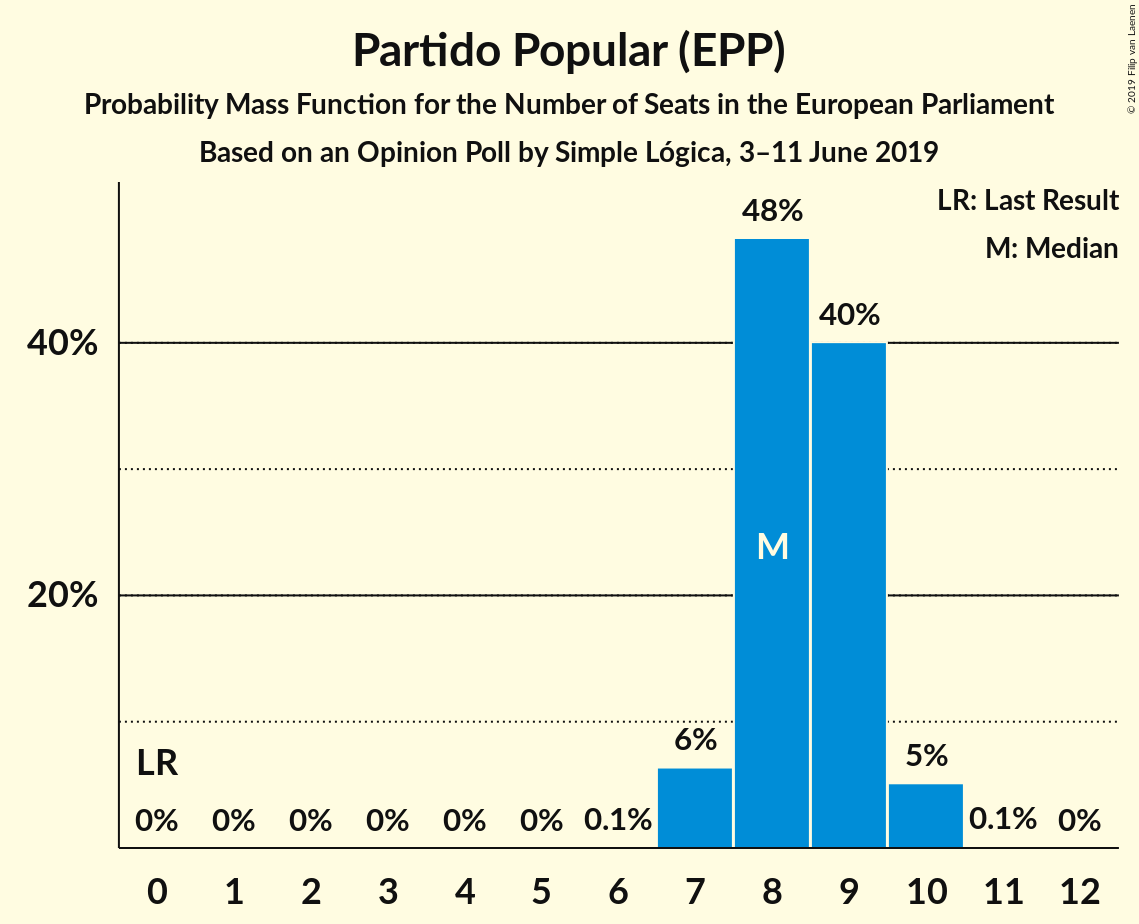 Partido Popular (EPP)
Probability Mass Function for the Number of Seats in the European Parliament
Based on an Opinion Poll by Simple Lógica, 3–11 June 2019
© 2019 Filip van Laenen
LR: Last Result
M: Median
48%
40%
40%
M
20%
6%
5%
LR
0% 0% 0% 0% 0% 0% 0.1% 0.1% 0%
0 1 2 3 4 5 6 7 8 9 10 11 12